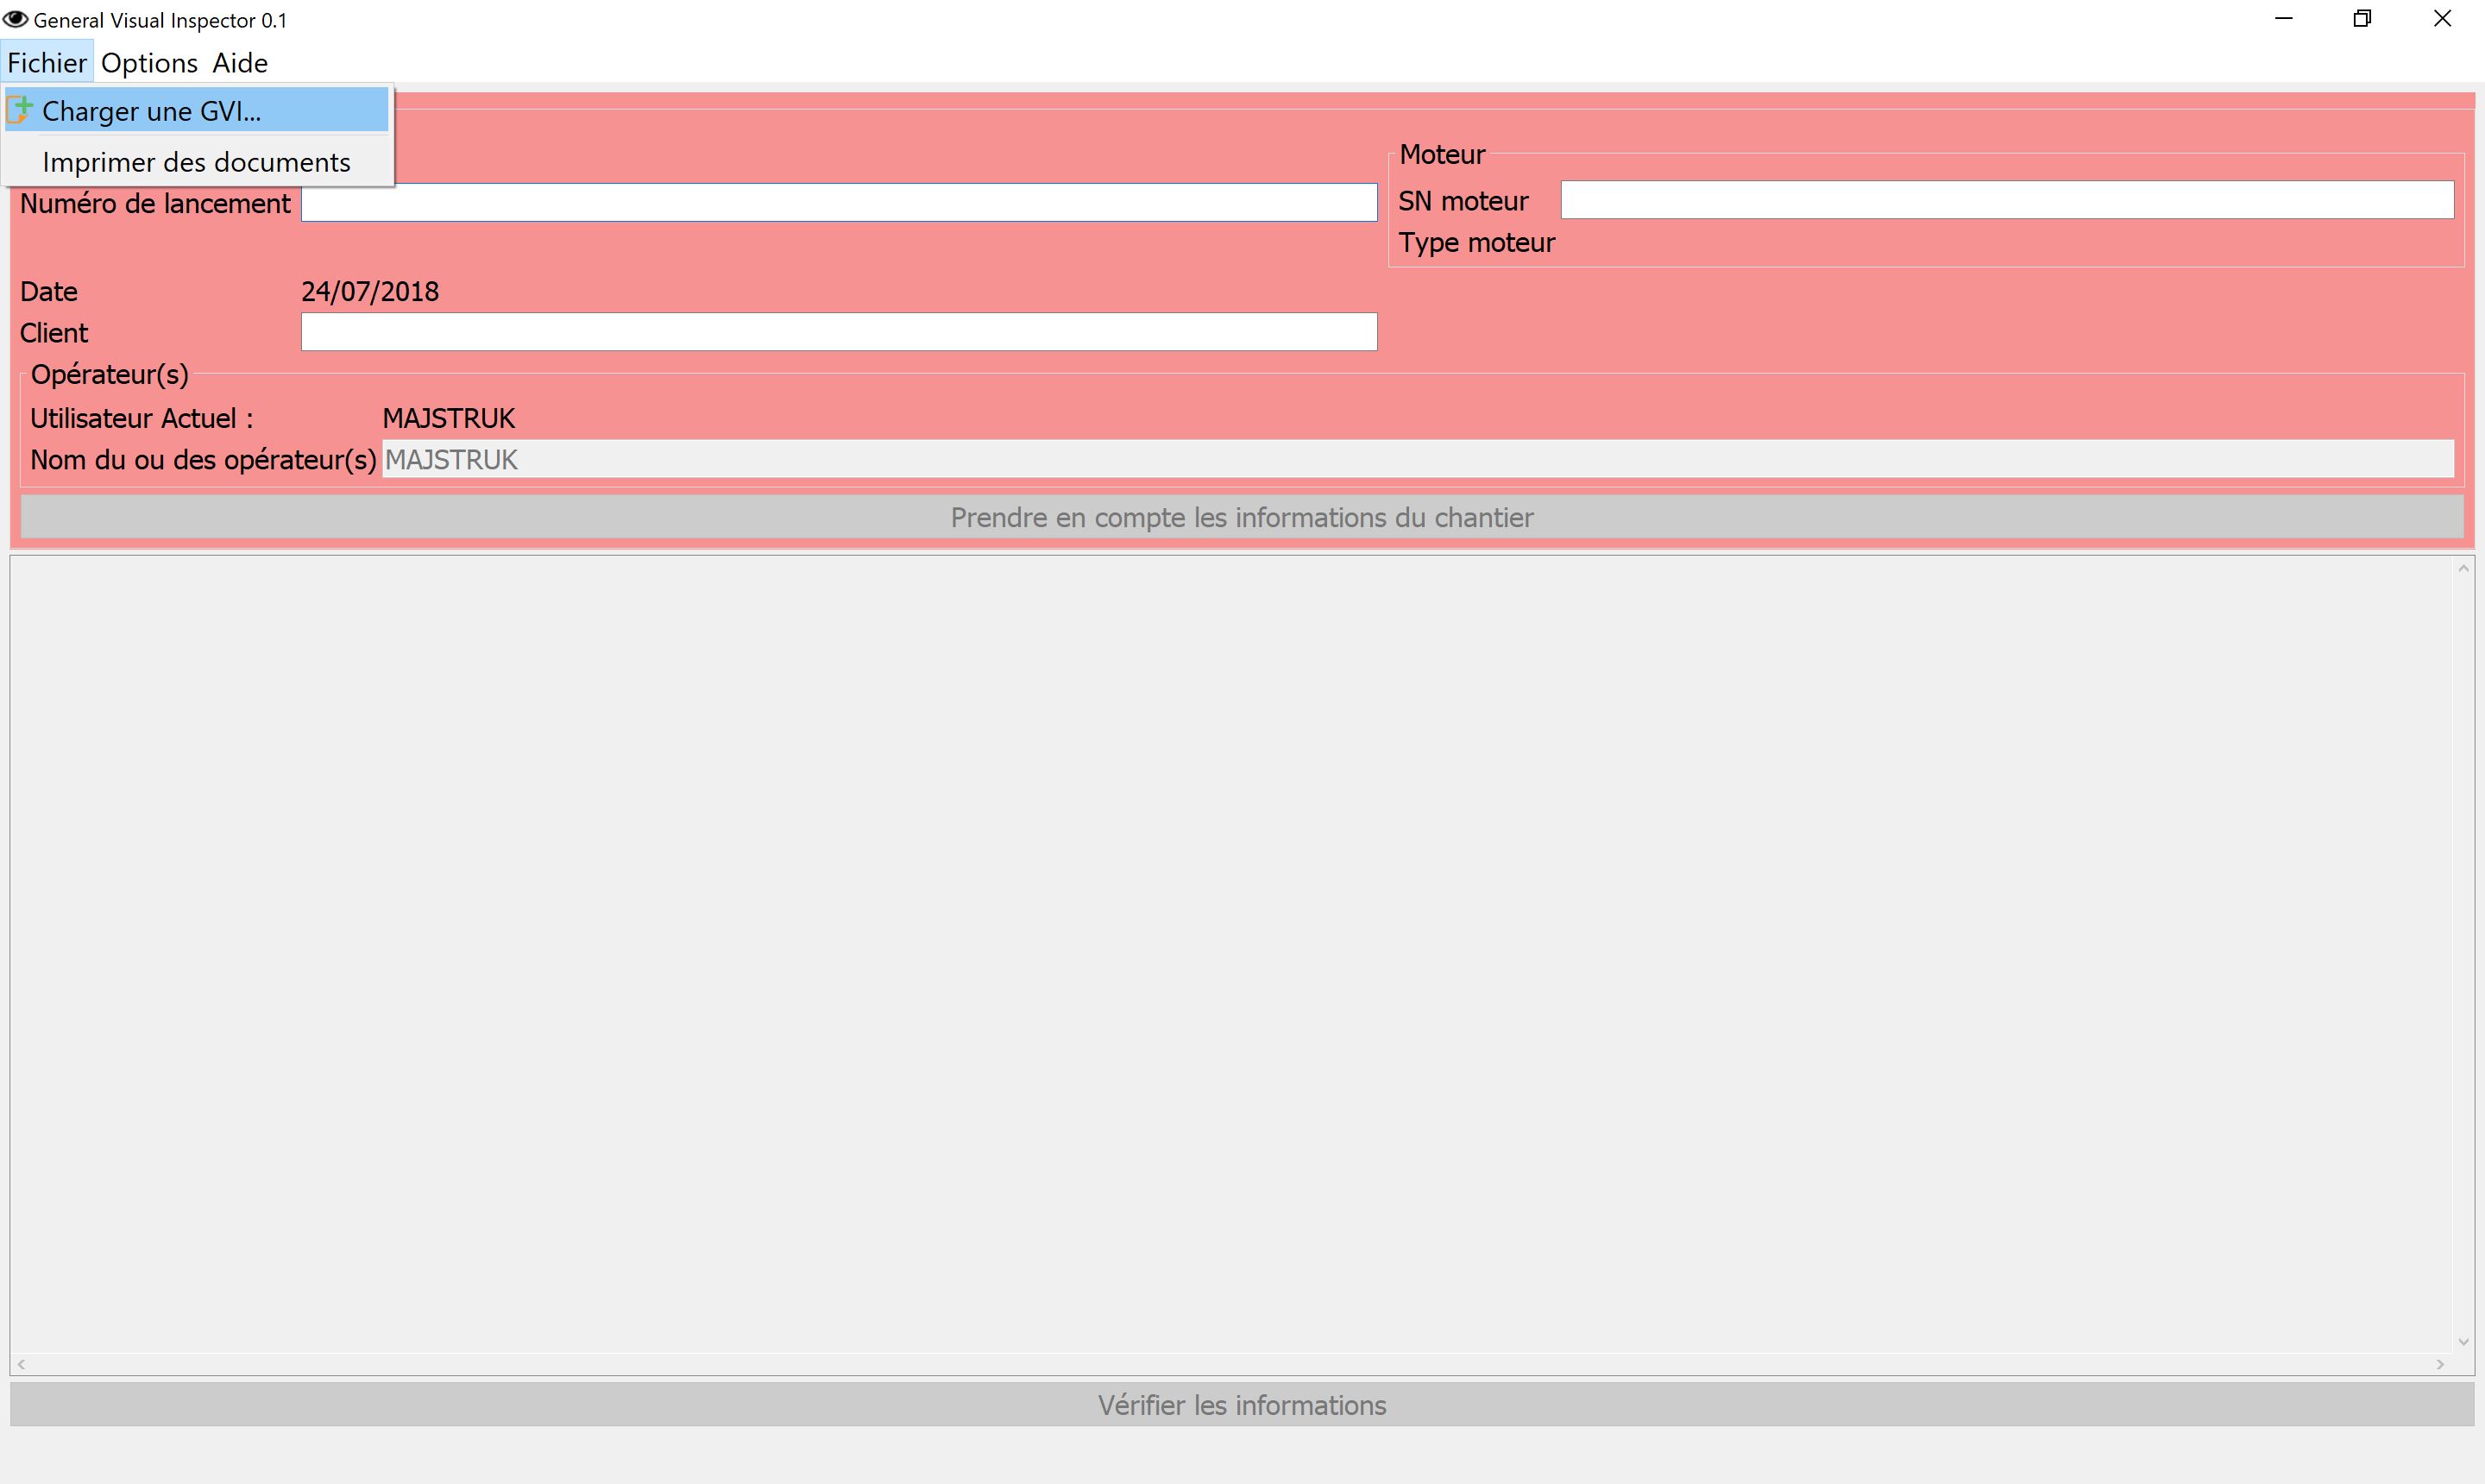 General Visual Inspector 0.1
Fichier Options Aide
Charger une GVI...
Imprimer des documents
Numéro de lancement
Moteur
SN moteur
Type moteur
Date 24/07/2018
Client
Opérateur(s)
Utilisateur Actuel : MAJSTRUK
Nom du ou des opérateur(s) MAJSTRUK
Prendre en compte les informations du chantier
Vérifier les informations